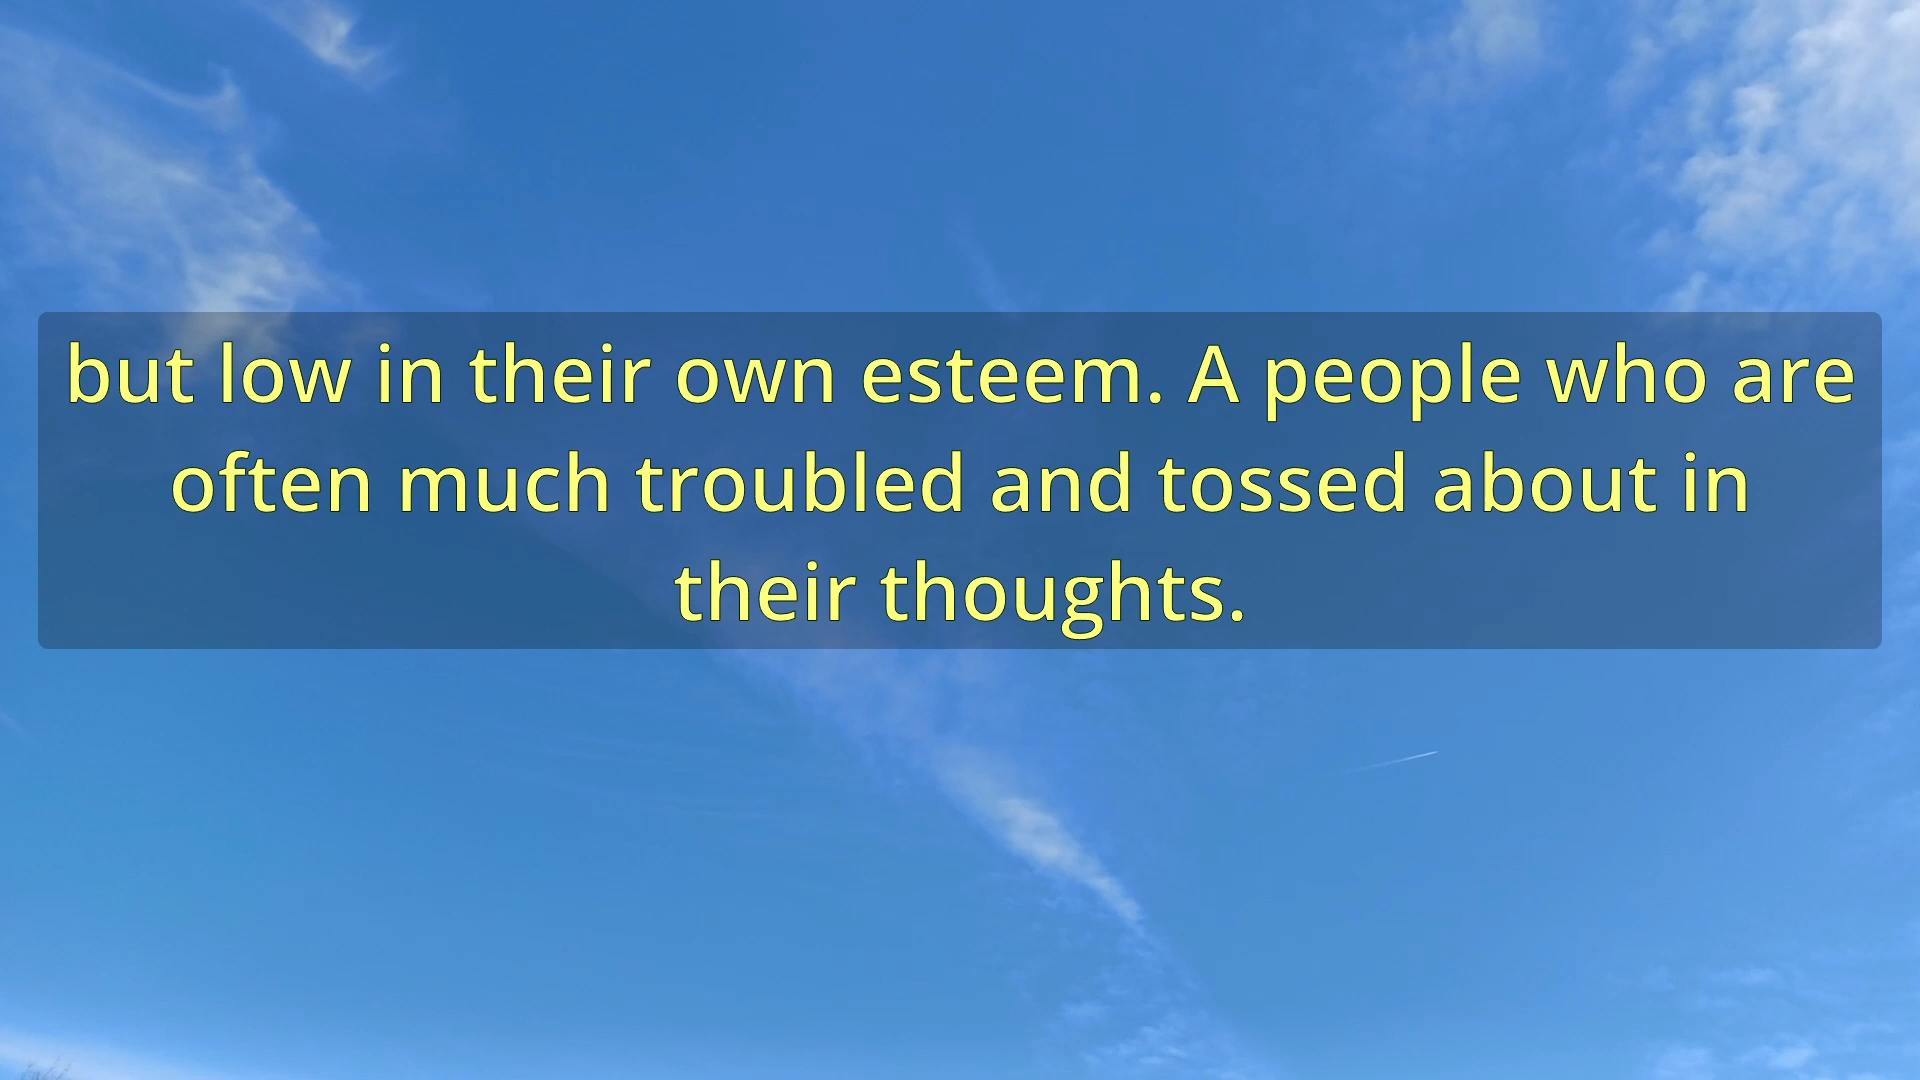 but low in their own esteem. A people who are
often much troubled and tossed about in
their thoughts.